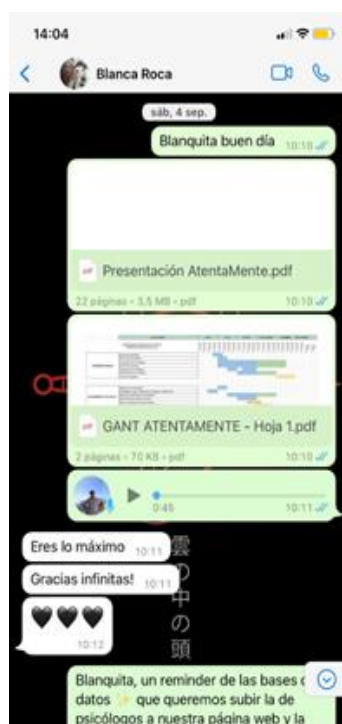 14:04
Blanca Roca
sáb, 4 sep.
Blanquita buen día 10:10
Presentación AtentaMente.pdf
22 páginas • 3,5 MB • pdf 10:10
GANT ATENTAMENTE - Hoja 1.pdf
2 páginas • 70 KB • pdf 10:10
0:45 10:11
Eres lo máximo 10:11
Gracias infinitas! 10:11
🖤🖤🖤
10:12
雲の中の頭
Blanquita, un reminder de las bases
datos ✨ que queremos subir la de
psicólogos a nuestra página web y la